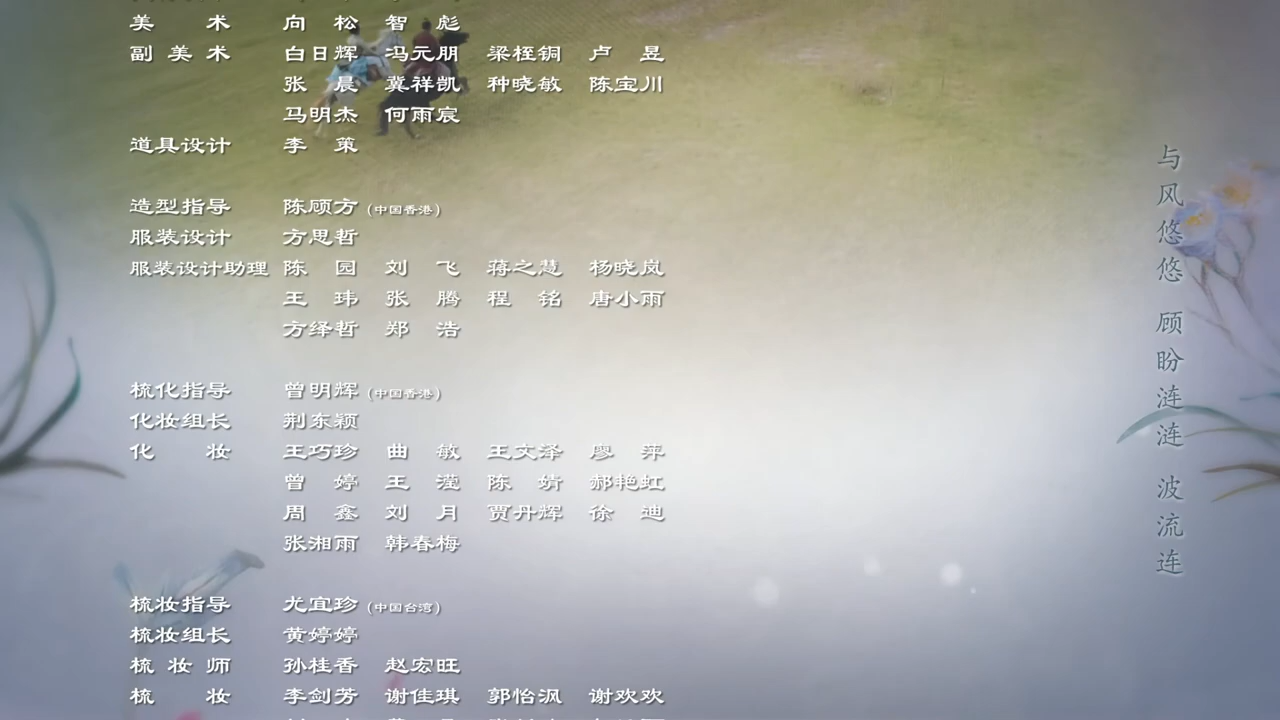 美术 向松 智彪
副美术 白日辉 冯元朋 梁桎铜 卢昱
张晨 冀祥凯 种晓敏 陈宝川
马明杰 何雨宸
道具设计 李策
造型指导 陈顾方（中国香港）
服装设计 方思哲
服装设计助理 陈园 刘飞 蒋之慧 杨晓岚
王玮 张腾 程铭 唐小雨
方绎哲 郑浩
梳化指导 曾明辉（中国香港）
化妆组长 荆东颖
化妆 王巧珍 曲敏 王文泽 廖萍
曾婷 王滢 陈婧 郝艳虹
周鑫 刘月 贾丹辉 徐迪
张湘雨 韩春梅
梳妆指导 尤宜珍（中国台湾）
梳妆组长 黄婷婷
梳妆师 孙桂香 赵宏旺
梳妆 李剑芳 谢佳琪 郭怡沨 谢欢欢
与风悠悠 顾盼涟涟 波流连